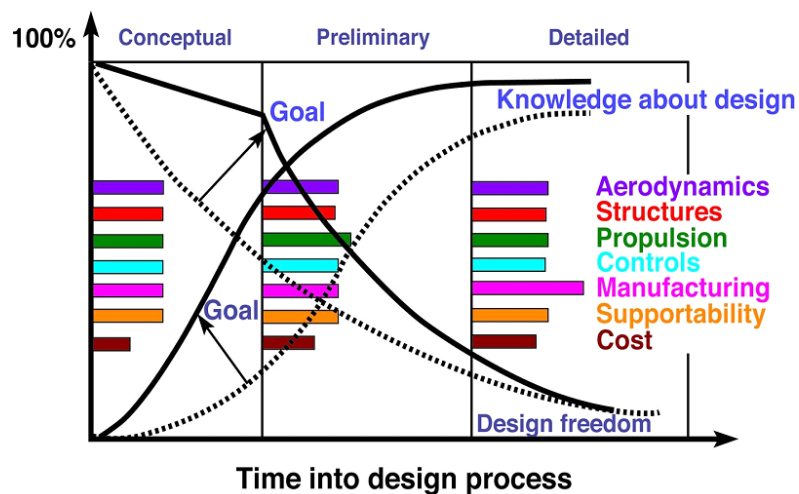 100%
Conceptual
Preliminary
Detailed
Goal
Knowledge about design
Aerodynamics
Structures
Propulsion
Controls
Manufacturing
Goal
Supportability
Cost
Design freedom
Time into design process